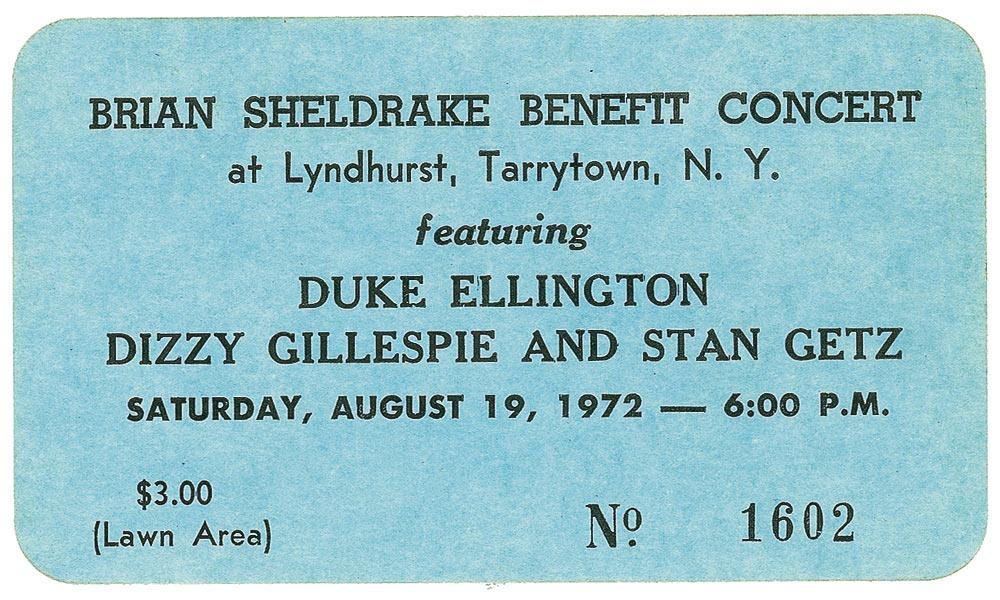 BRIAN SHELDRAKE BENEFIT CONCERT
at Lyndhurst, Tarrytown, N. Y.
featuring
DUKE ELLINGTON
DIZZY GILLESPIE AND STAN GETZ
SATURDAY, AUGUST 19, 1972 — 6:00 P.M.
$3.00
(Lawn Area)
Nº 1602